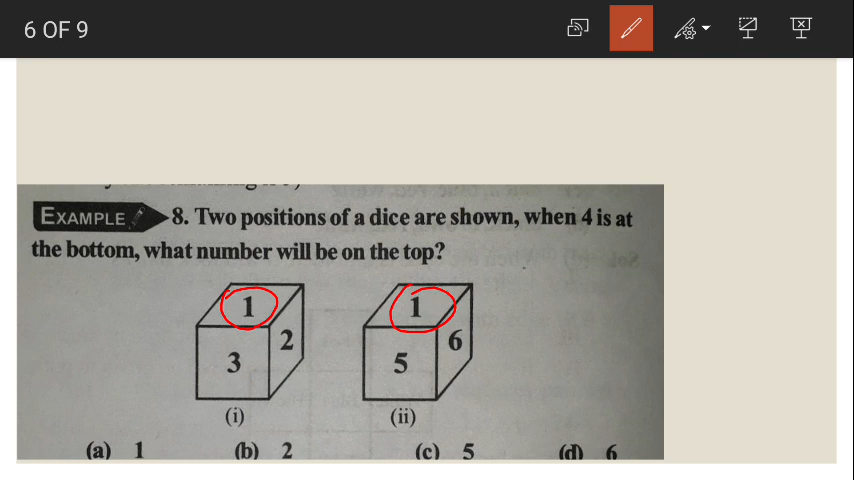 6 OF 9
EXAMPLE 8. Two positions of a dice are shown, when 4 is at
the bottom, what number will be on the top?
1 1
2 6
3 5
(i) (ii)
(a) 1 (b) 2 (c) 5 (d) 6